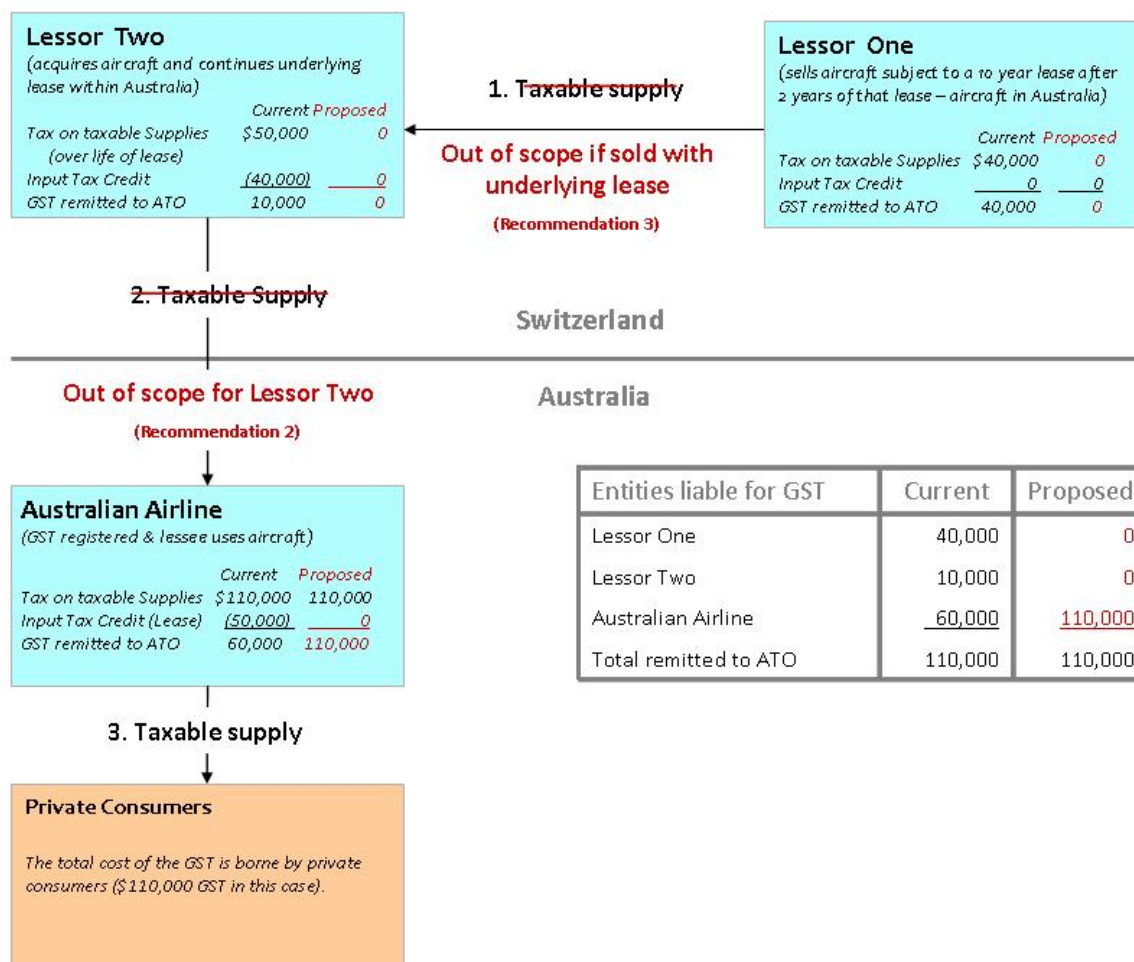 Lessor Two
(acquires aircraft and continues underlying
lease within Australia)
Current Proposed
Tax on taxable Supplies $50,000 0
(over life of lease)
Input Tax Credit (40,000) 0
GST remitted to ATO 10,000 0
1. Taxable supply
Out of scope if sold with
underlying lease
(Recommendation 3)
Lessor One
(sells aircraft subject to a 10 year lease after
2 years of that lease – aircraft in Australia)
Current Proposed
Tax on taxable Supplies $40,000 0
Input Tax Credit 0 0
GST remitted to ATO 40,000 0
2. Taxable Supply
Switzerland
Out of scope for Lessor Two
(Recommendation 2)
Australia
Australian Airline
(GST registered & lessee uses aircraft)
Current Proposed
Tax on taxable Supplies $110,000 110,000
Input Tax Credit (Lease) (50,000) 0
GST remitted to ATO 60,000 110,000
Entities liable for GST Current Proposed
Lessor One 40,000 0
Lessor Two 10,000 0
Australian Airline 60,000 110,000
Total remitted to ATO 110,000 110,000
3. Taxable supply
Private Consumers
The total cost of the GST is borne by private
consumers ($110,000 GST in this case).